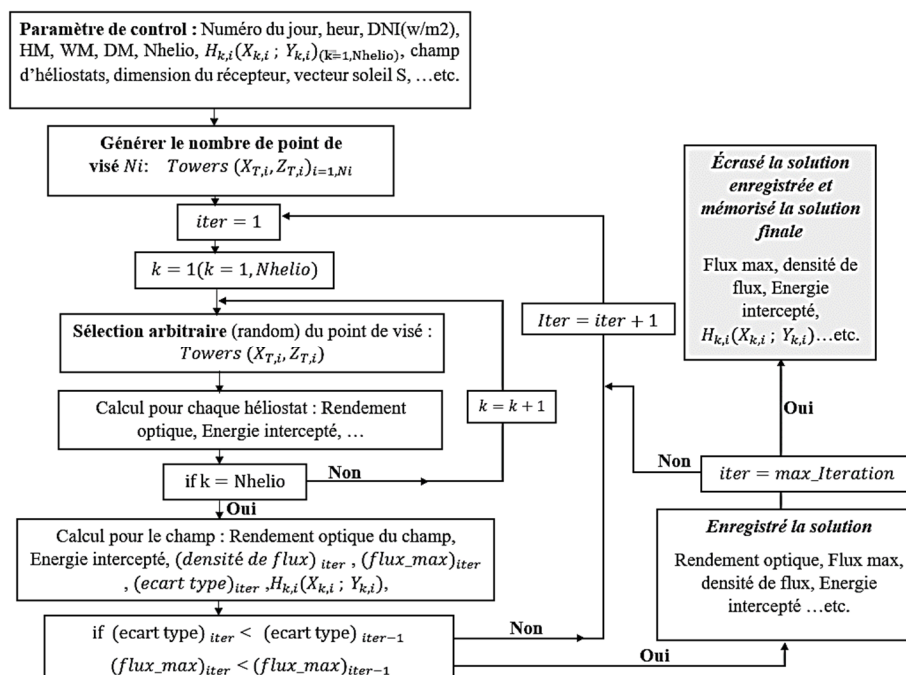 Paramètre de control : Numéro du jour, heur, DNI(w/m2)
HM, WM, DM, Nhelio, H_{k,i}(X_{k,i} ; Y_{k,i})_{(k=1,Nhelio)}, champ
d'héliostats, dimension du récepteur, vecteur soleil S, …etc.
Générer le nombre de point de
visé Ni: Towers (X_{T,i}, Z_{T,i})_{i=1,Ni}
iter = 1
k = 1(k = 1, Nhelio)
Sélection arbitraire (random) du point de visé :
Towers (X_{T,i}, Z_{T,i})
Calcul pour chaque héliostat : Rendement
optique, Energie intercepté, …
if k = Nhelio
Non
k = k + 1
Oui
Calcul pour le champ : Rendement optique du champ,
Energie intercepté, (densité de flux)_{iter} , (flux_max)_{iter}
, (ecart type)_{iter} ,H_{k,i}(X_{k,i} ; Y_{k,i}),
if (ecart type)_{iter} < (ecart type)_{iter−1}
(flux_max)_{iter} < (flux_max)_{iter−1}
Non
Iter = iter + 1
Oui
Enregistré la solution
Rendement optique, Flux max,
densité de flux, Energie
intercepté …etc.
iter = max_Iteration
Non
Oui
Écrasé la solution
enregistrée et
mémorisé la solution
finale
Flux max, densité de
flux, Energie
intercepté,
H_{k,i}(X_{k,i} ; Y_{k,i})…etc.